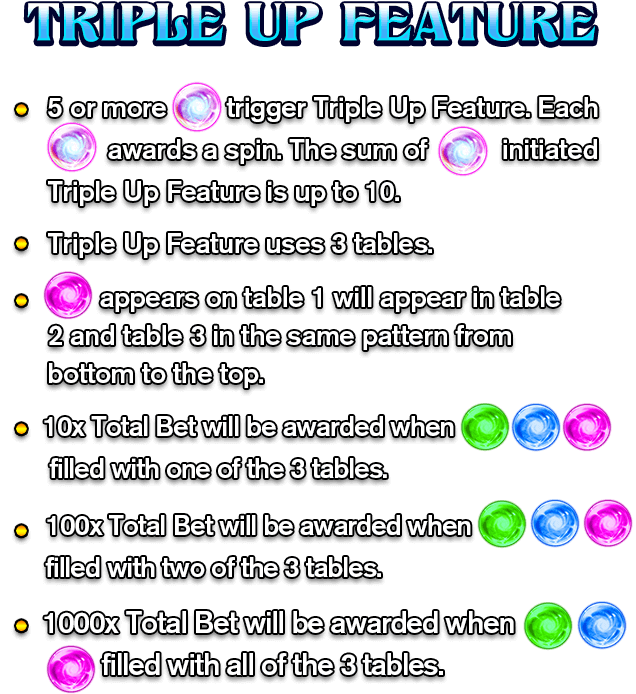 TRIPLE UP FEATURE
5 or more trigger Triple Up Feature. Each
awards a spin. The sum of initiated
Triple Up Feature is up to 10.
Triple Up Feature uses 3 tables.
appears on table 1 will appear in table
2 and table 3 in the same pattern from
bottom to the top.
10x Total Bet will be awarded when
filled with one of the 3 tables.
100x Total Bet will be awarded when
filled with two of the 3 tables.
1000x Total Bet will be awarded when
filled with all of the 3 tables.